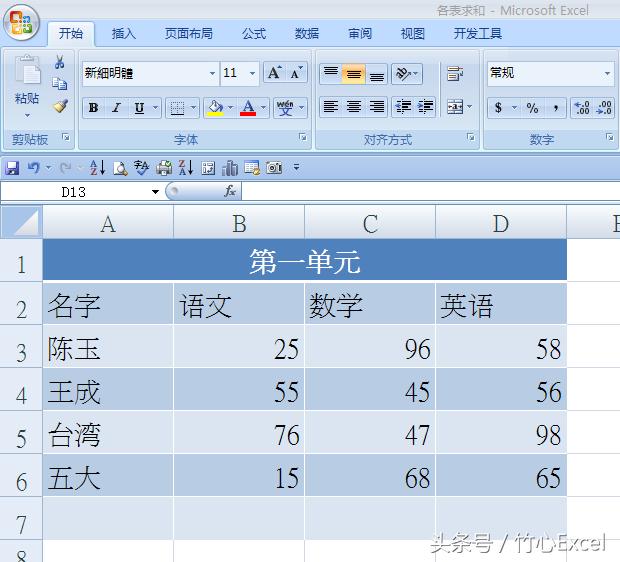 各表求和 - Microsoft Excel
开始 插入 页面布局 公式 数据 审阅 视图 开发工具
新細明體 11 A A 常规
粘贴 B I U A wén $ % , .00
剪贴板 字体 对齐方式 数字
D13 fx
A B C D E
1 第一单元
2 名字 语文 数学 英语
3 陈玉 25 96 58
4 王成 55 45 56
5 台湾 76 47 98
6 五大 15 68 65
7
8
头条号 / 竹心Excel